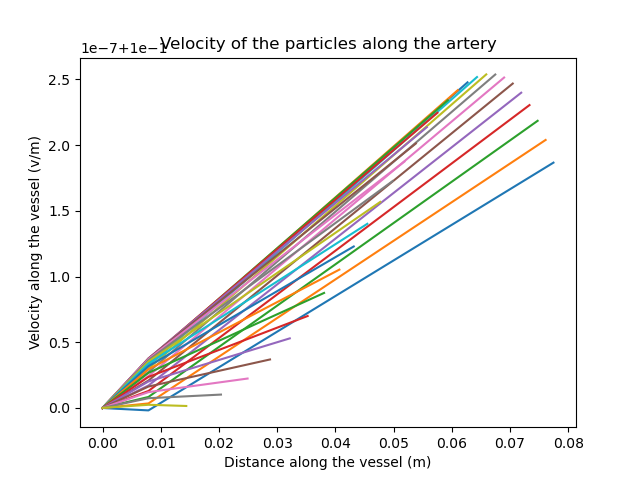 1e−7+1e−1
Velocity of the particles along the artery
2.5
2.0
1.5
1.0
0.5
0.0
Velocity along the vessel (v/m)
0.00 0.01 0.02 0.03 0.04 0.05 0.06 0.07 0.08
Distance along the vessel (m)